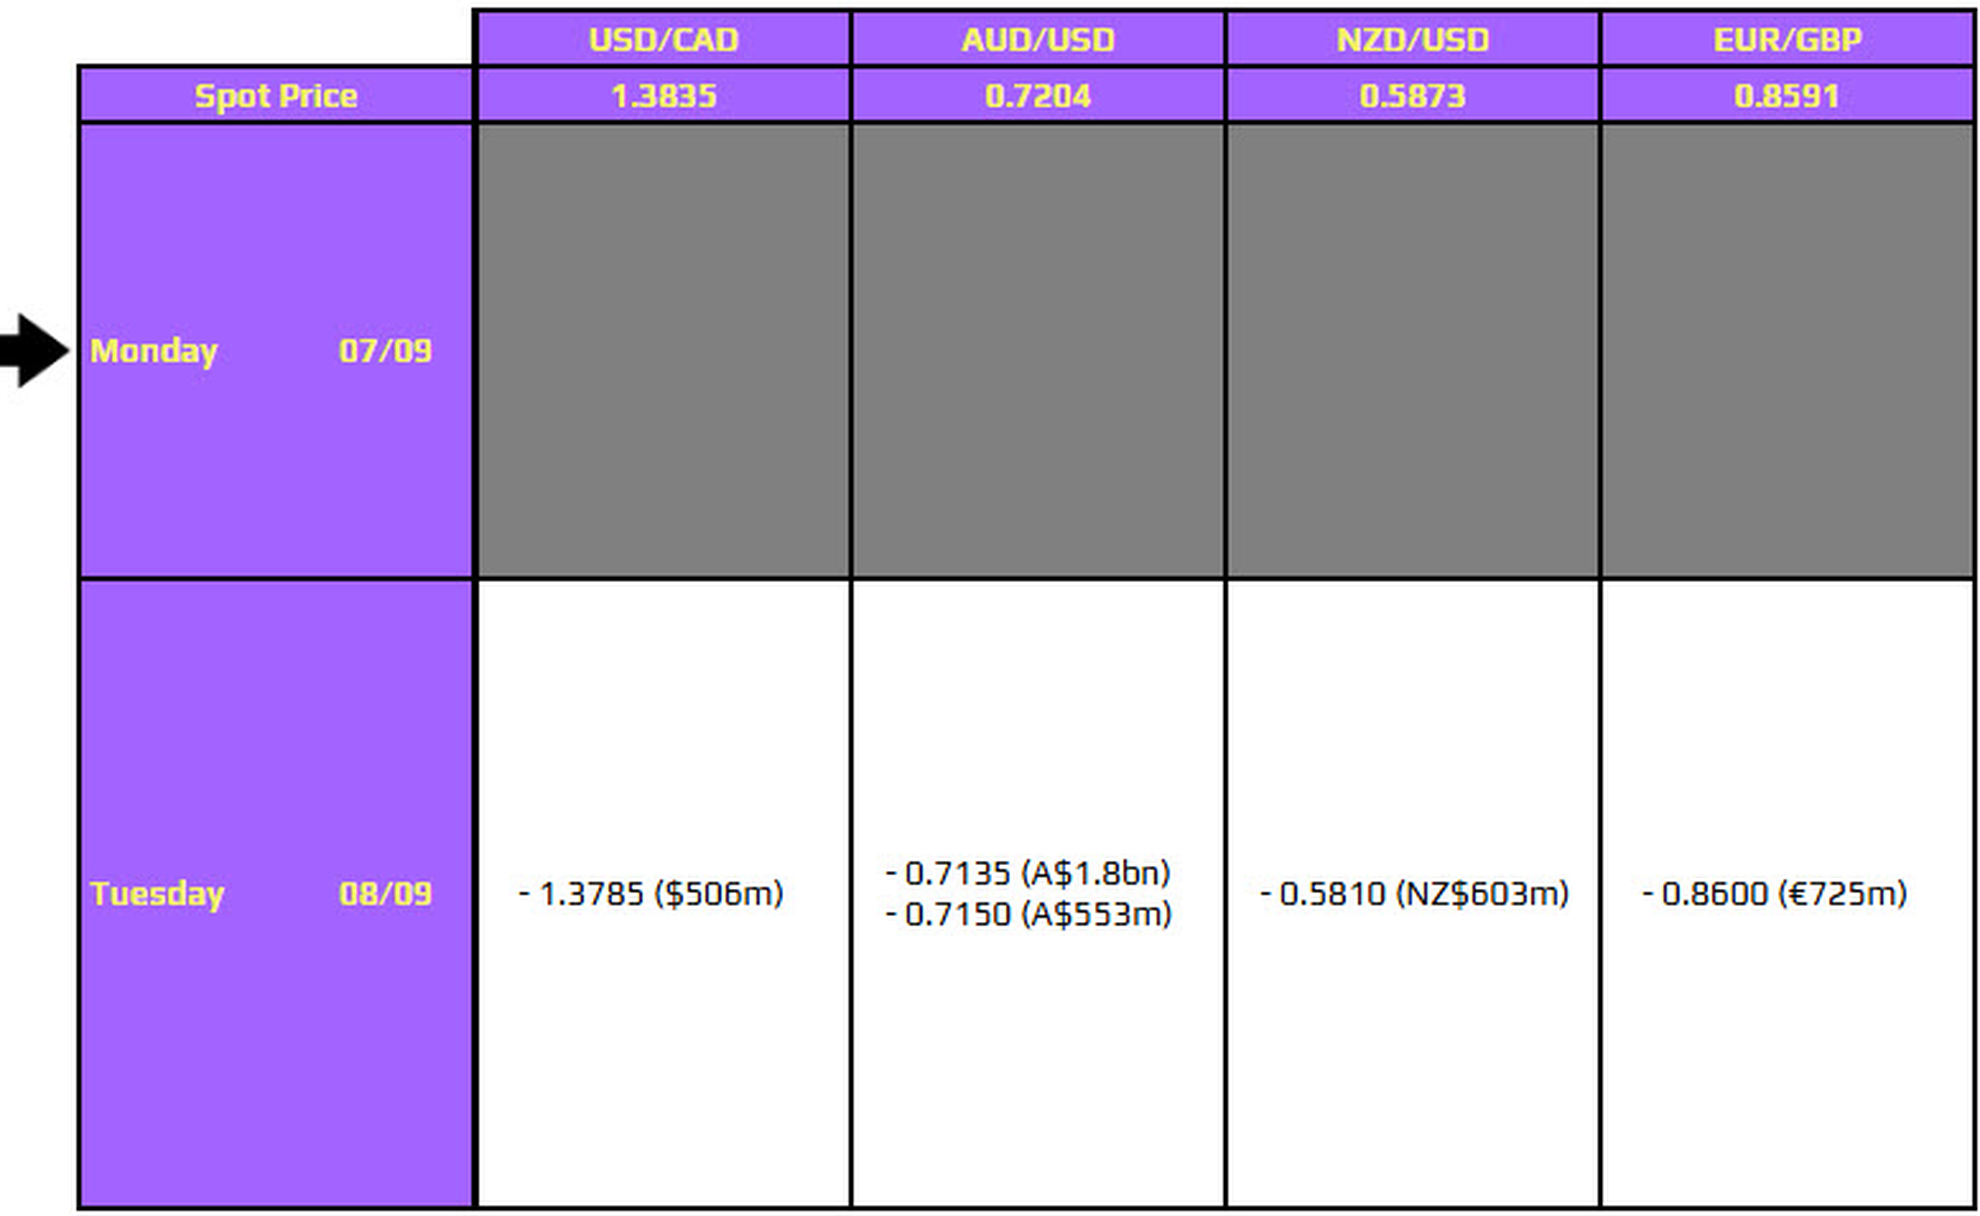 USD/CAD AUD/USD NZD/USD EUR/GBP
Spot Price 1.3835 0.7204 0.5873 0.8591
Monday 07/09
Tuesday 08/09 - 1.3785 ($506m) - 0.7135 (A$1.8bn) - 0.5810 (NZ$603m) - 0.8600 (€725m)
- 0.7150 (A$553m)